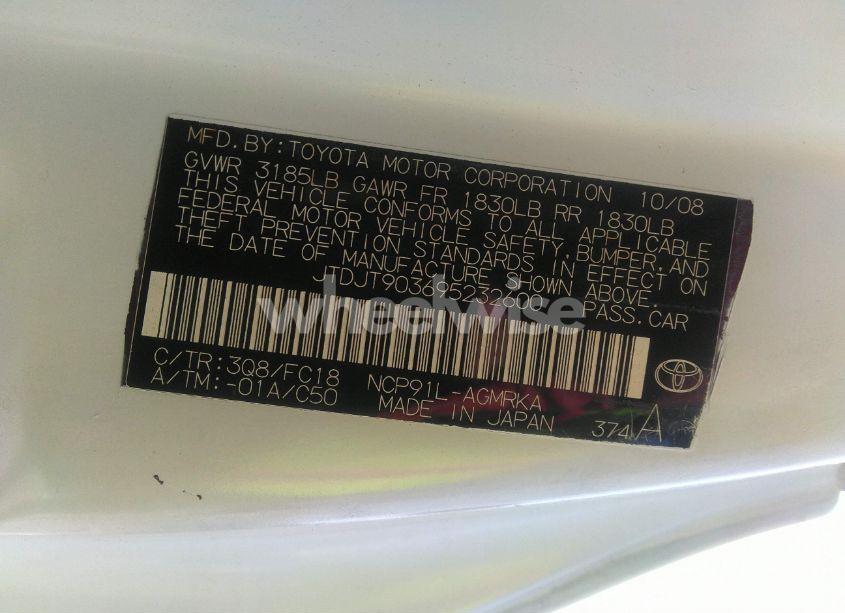 MFD.BY:TOYOTA MOTOR CORPORATION 10/08
GVWR 3185LB GAWR FR 1830LB RR 1830LB
THIS VEHICLE CONFORMS TO ALL APPLICABLE
FEDERAL MOTOR VEHICLE SAFETY,BUMPER,AND
THEFT PREVENTION STANDARDS IN EFFECT ON
THE DATE OF MANUFACTURE SHOWN ABOVE.
PASS.CAR
wheelwise
C/TR:3Q8/FC18 NCP91L-AGMRKA
A/TM:-01A/C50 MADE IN JAPAN 374 A